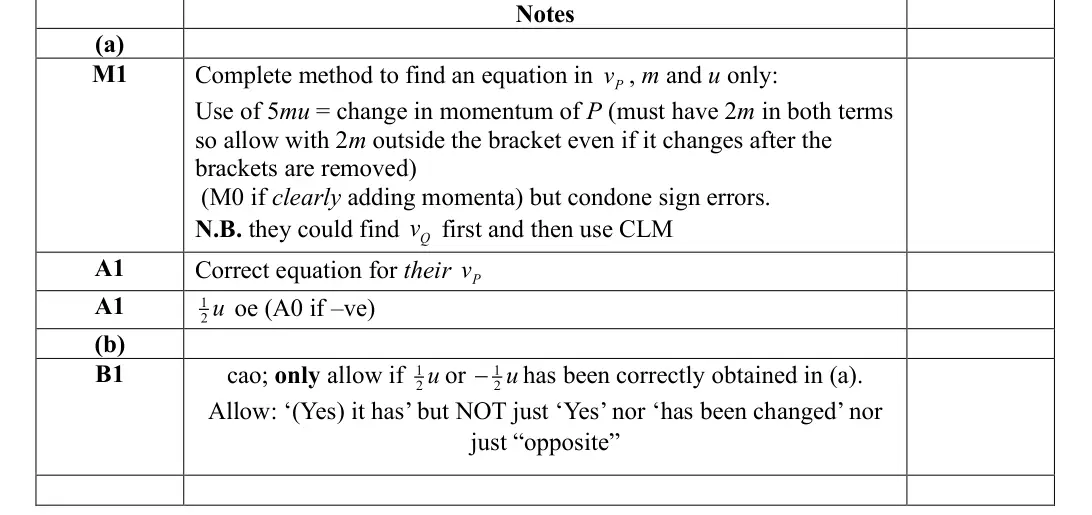 Notes
(a)
M1 Complete method to find an equation in v_P , m and u only:
Use of 5mu = change in momentum of P (must have 2m in both terms
so allow with 2m outside the bracket even if it changes after the
brackets are removed)
(M0 if clearly adding momenta) but condone sign errors.
N.B. they could find v_Q first and then use CLM
A1 Correct equation for their v_P
A1 ½u oe (A0 if –ve)
(b)
B1 cao; only allow if ½u or −½u has been correctly obtained in (a).
Allow: ‘(Yes) it has’ but NOT just ‘Yes’ nor ‘has been changed’ nor
just “opposite”